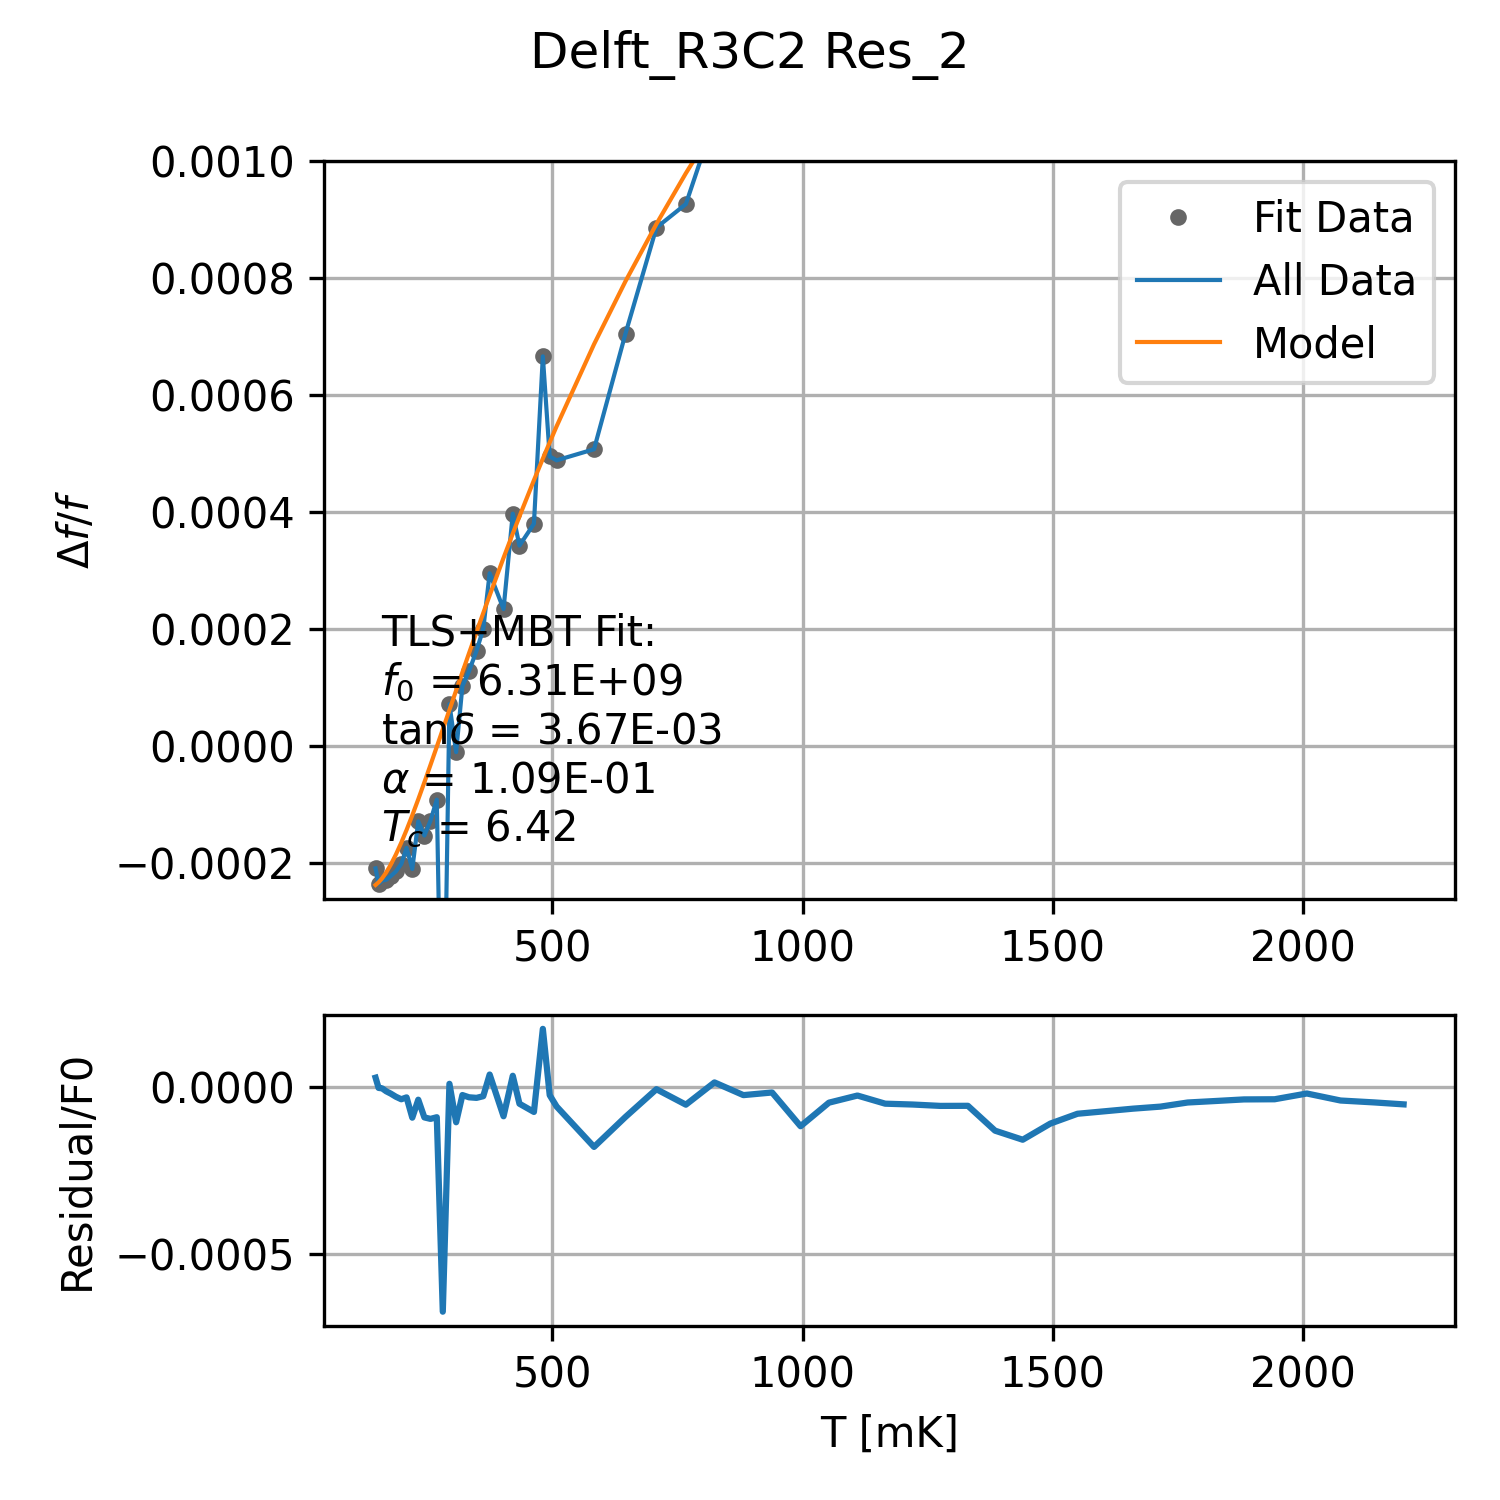 Delft_R3C2 Res_2
0.0010
0.0008
0.0006
0.0004
0.0002
0.0000
−0.0002
Δf/f
Fit Data
All Data
Model
TLS+MBT Fit:
f₀ = 6.31E+09
tanδ = 3.67E-03
α = 1.09E-01
T_c = 6.42
500 1000 1500 2000
0.0000
−0.0005
Residual/F0
500 1000 1500 2000
T [mK]